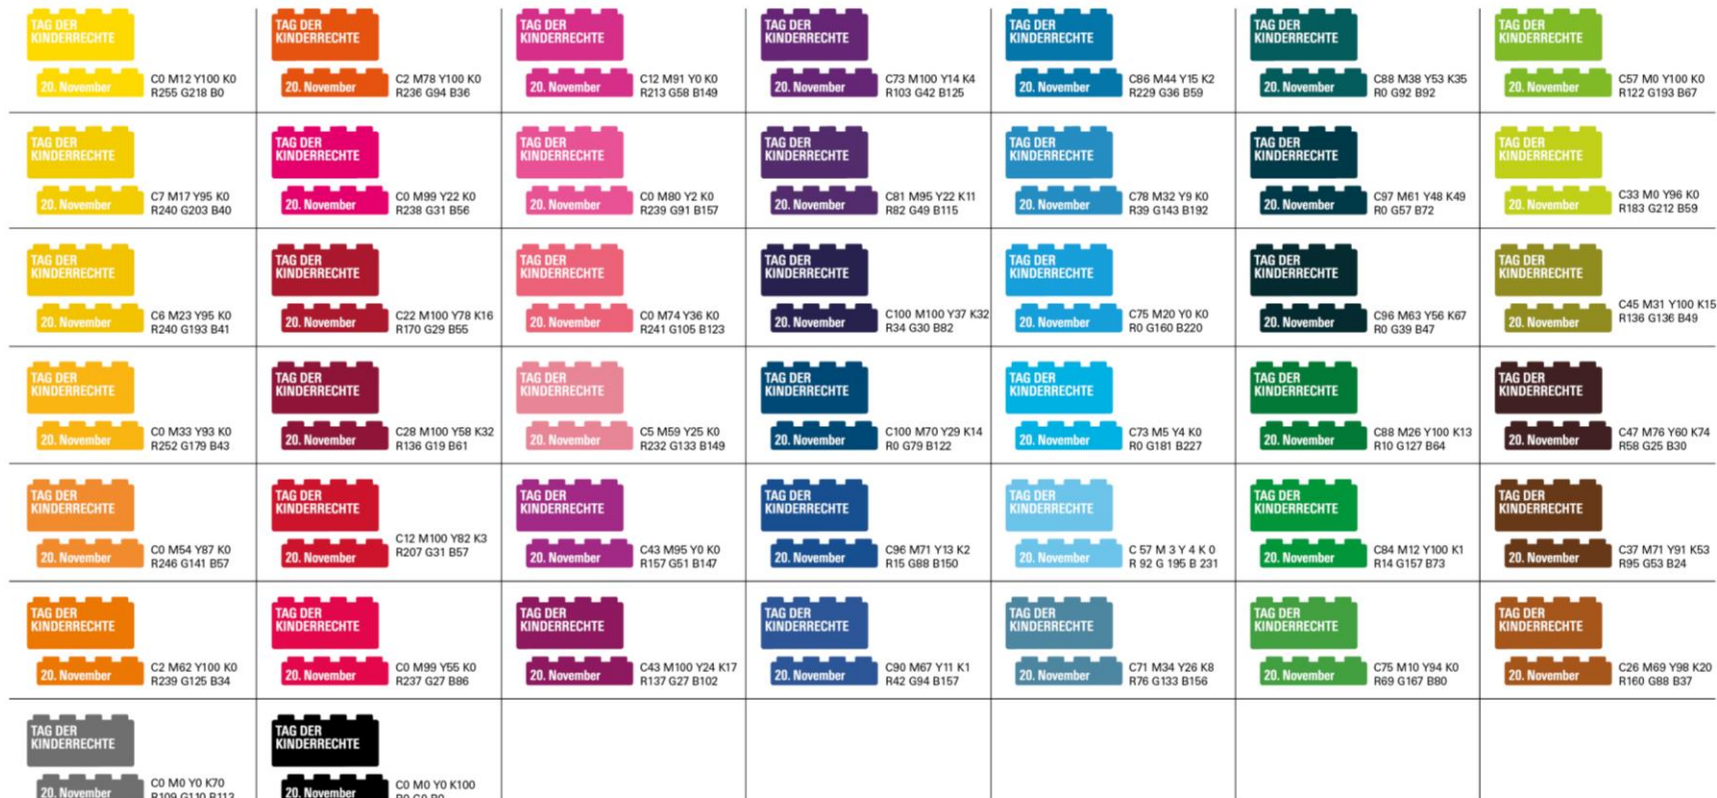 TAG DER
KINDERRECHTE
20. November
C0 M12 Y100 K0
R255 G218 B0
TAG DER
KINDERRECHTE
20. November
C2 M78 Y100 K0
R236 G94 B36
TAG DER
KINDERRECHTE
20. November
C12 M91 Y0 K0
R213 G58 B149
TAG DER
KINDERRECHTE
20. November
C73 M100 Y14 K4
R103 G42 B125
TAG DER
KINDERRECHTE
20. November
C86 M44 Y15 K2
R229 G36 B59
TAG DER
KINDERRECHTE
20. November
C88 M38 Y53 K35
R0 G92 B92
TAG DER
KINDERRECHTE
20. November
C57 M0 Y100 K0
R122 G193 B67
TAG DER
KINDERRECHTE
20. November
C7 M17 Y95 K0
R240 G203 B40
TAG DER
KINDERRECHTE
20. November
C0 M99 Y22 K0
R238 G31 B56
TAG DER
KINDERRECHTE
20. November
C0 M80 Y2 K0
R239 G91 B157
TAG DER
KINDERRECHTE
20. November
C81 M95 Y22 K11
R82 G49 B115
TAG DER
KINDERRECHTE
20. November
C78 M32 Y9 K0
R39 G143 B192
TAG DER
KINDERRECHTE
20. November
C97 M61 Y48 K49
R0 G57 B72
TAG DER
KINDERRECHTE
20. November
C33 M0 Y96 K0
R183 G212 B59
TAG DER
KINDERRECHTE
20. November
C6 M23 Y95 K0
R240 G193 B41
TAG DER
KINDERRECHTE
20. November
C22 M100 Y78 K16
R170 G29 B55
TAG DER
KINDERRECHTE
20. November
C0 M74 Y36 K0
R241 G105 B123
TAG DER
KINDERRECHTE
20. November
C100 M100 Y37 K32
R34 G30 B82
TAG DER
KINDERRECHTE
20. November
C75 M20 Y0 K0
R0 G160 B220
TAG DER
KINDERRECHTE
20. November
C96 M63 Y56 K67
R0 G39 B47
TAG DER
KINDERRECHTE
20. November
C45 M31 Y100 K15
R136 G136 B49
TAG DER
KINDERRECHTE
20. November
C0 M33 Y93 K0
R252 G179 B43
TAG DER
KINDERRECHTE
20. November
C28 M100 Y58 K32
R136 G19 B61
TAG DER
KINDERRECHTE
20. November
C5 M59 Y25 K0
R232 G133 B149
TAG DER
KINDERRECHTE
20. November
C100 M70 Y29 K14
R0 G79 B122
TAG DER
KINDERRECHTE
20. November
C73 M5 Y4 K0
R0 G181 B227
TAG DER
KINDERRECHTE
20. November
C88 M26 Y100 K13
R10 G127 B64
TAG DER
KINDERRECHTE
20. November
C47 M76 Y60 K74
R58 G25 B30
TAG DER
KINDERRECHTE
20. November
C0 M54 Y87 K0
R246 G141 B57
TAG DER
KINDERRECHTE
20. November
C12 M100 Y82 K3
R207 G31 B57
TAG DER
KINDERRECHTE
20. November
C43 M95 Y0 K0
R157 G51 B147
TAG DER
KINDERRECHTE
20. November
C96 M71 Y13 K2
R15 G88 B150
TAG DER
KINDERRECHTE
20. November
C 57 M 3 Y 4 K 0
R 92 G 195 B 231
TAG DER
KINDERRECHTE
20. November
C84 M12 Y100 K1
R14 G157 B73
TAG DER
KINDERRECHTE
20. November
C37 M71 Y91 K53
R95 G53 B24
TAG DER
KINDERRECHTE
20. November
C2 M62 Y100 K0
R239 G125 B34
TAG DER
KINDERRECHTE
20. November
C0 M99 Y55 K0
R237 G27 B86
TAG DER
KINDERRECHTE
20. November
C43 M100 Y24 K17
R137 G27 B102
TAG DER
KINDERRECHTE
20. November
C90 M67 Y11 K1
R42 G94 B157
TAG DER
KINDERRECHTE
20. November
C71 M34 Y26 K8
R76 G133 B156
TAG DER
KINDERRECHTE
20. November
C75 M10 Y94 K0
R69 G167 B80
TAG DER
KINDERRECHTE
20. November
C26 M69 Y98 K20
R160 G88 B37
TAG DER
KINDERRECHTE
20. November
C0 M0 Y0 K70
R109 G110 B113
TAG DER
KINDERRECHTE
20. November
C0 M0 Y0 K100
R0 G0 B0